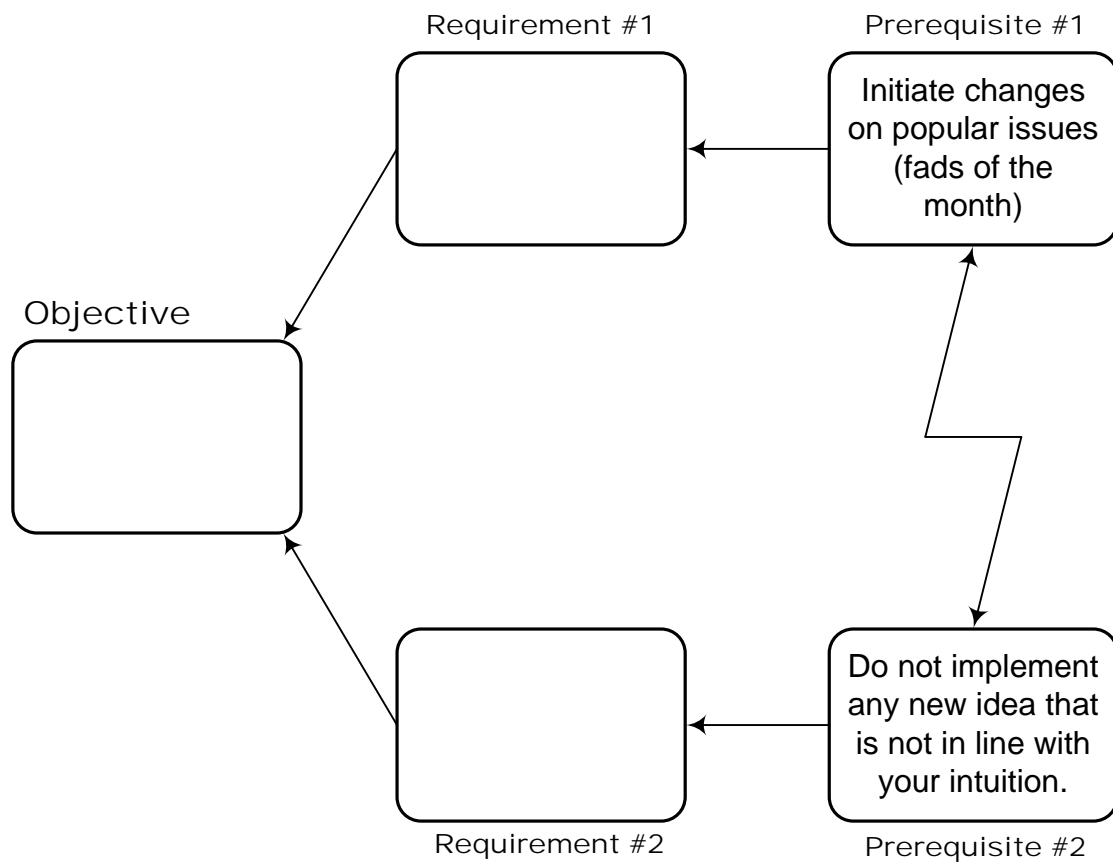 Requirement #1
Prerequisite #1
Initiate changes
on popular issues
(fads of the
month)
Objective
Do not implement
any new idea that
is not in line with
your intuition.
Requirement #2
Prerequisite #2